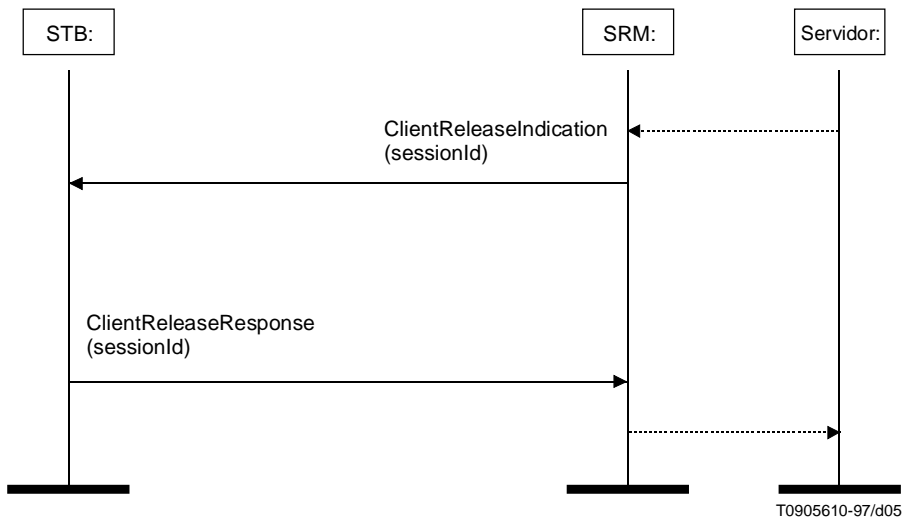 STB:
SRM:
Servidor:
ClientReleaseIndication
(sessionId)
ClientReleaseResponse
(sessionId)
T0905610-97/d05